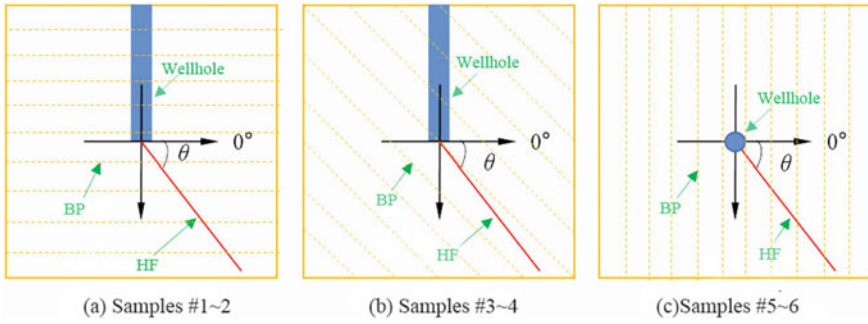 Wellhole
0°
θ
BP
HF
(a) Samples #1~2
Wellhole
0°
θ
BP
HF
(b) Samples #3~4
Wellhole
0°
θ
BP
HF
(c)Samples #5~6